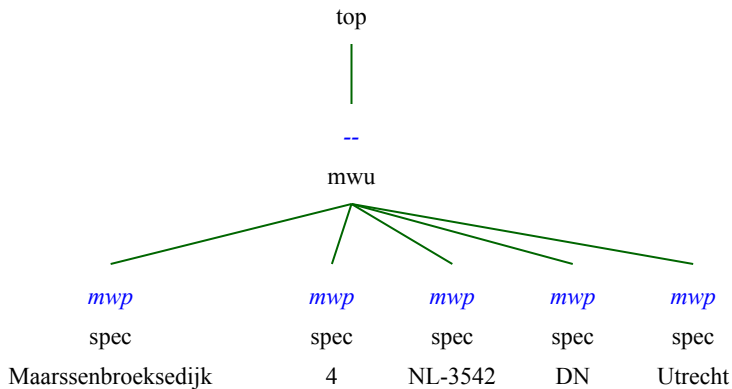 top
--
mwu
mwp mwp mwp mwp mwp
spec spec spec spec spec
Maarssenbroeksedijk 4 NL-3542 DN Utrecht